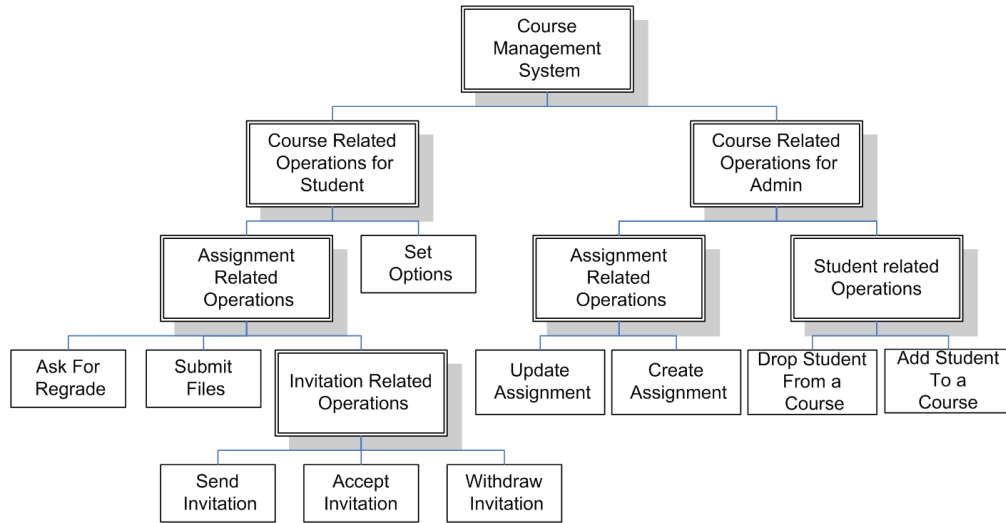 Course
Management
System
Course Related
Operations for
Student
Course Related
Operations for
Admin
Assignment
Related
Operations
Set
Options
Assignment
Related
Operations
Student related
Operations
Ask For
Regrade
Submit
Files
Invitation Related
Operations
Update
Assignment
Create
Assignment
Drop Student
From a
Course
Add Student
To a
Course
Send
Invitation
Accept
Invitation
Withdraw
Invitation